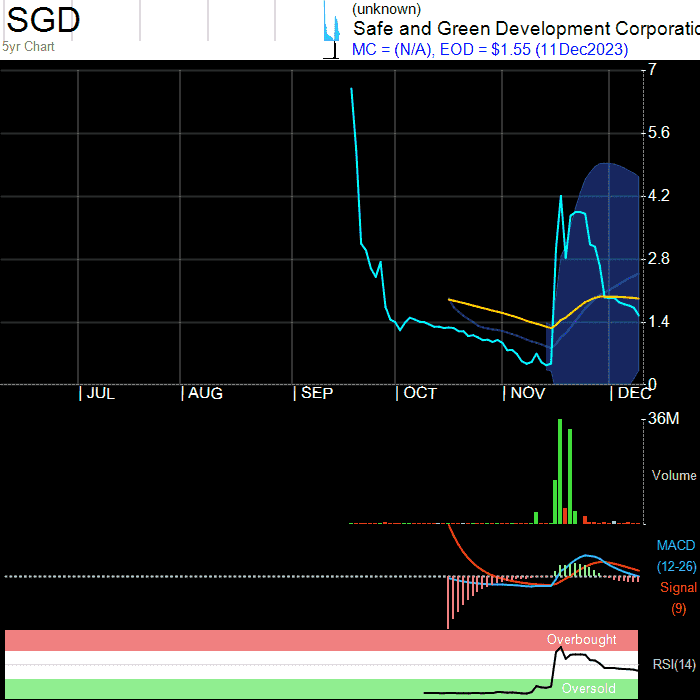 SGD
5yr Chart
(unknown)
Safe and Green Development Corporatio
MC = (N/A), EOD = $1.55 (11Dec2023)
7
5.6
4.2
2.8
1.4
0
JUL
AUG
SEP
OCT
NOV
DEC
36M
Volume
MACD
(12-26)
Signal
(9)
Overbought
RSI(14)
Oversold